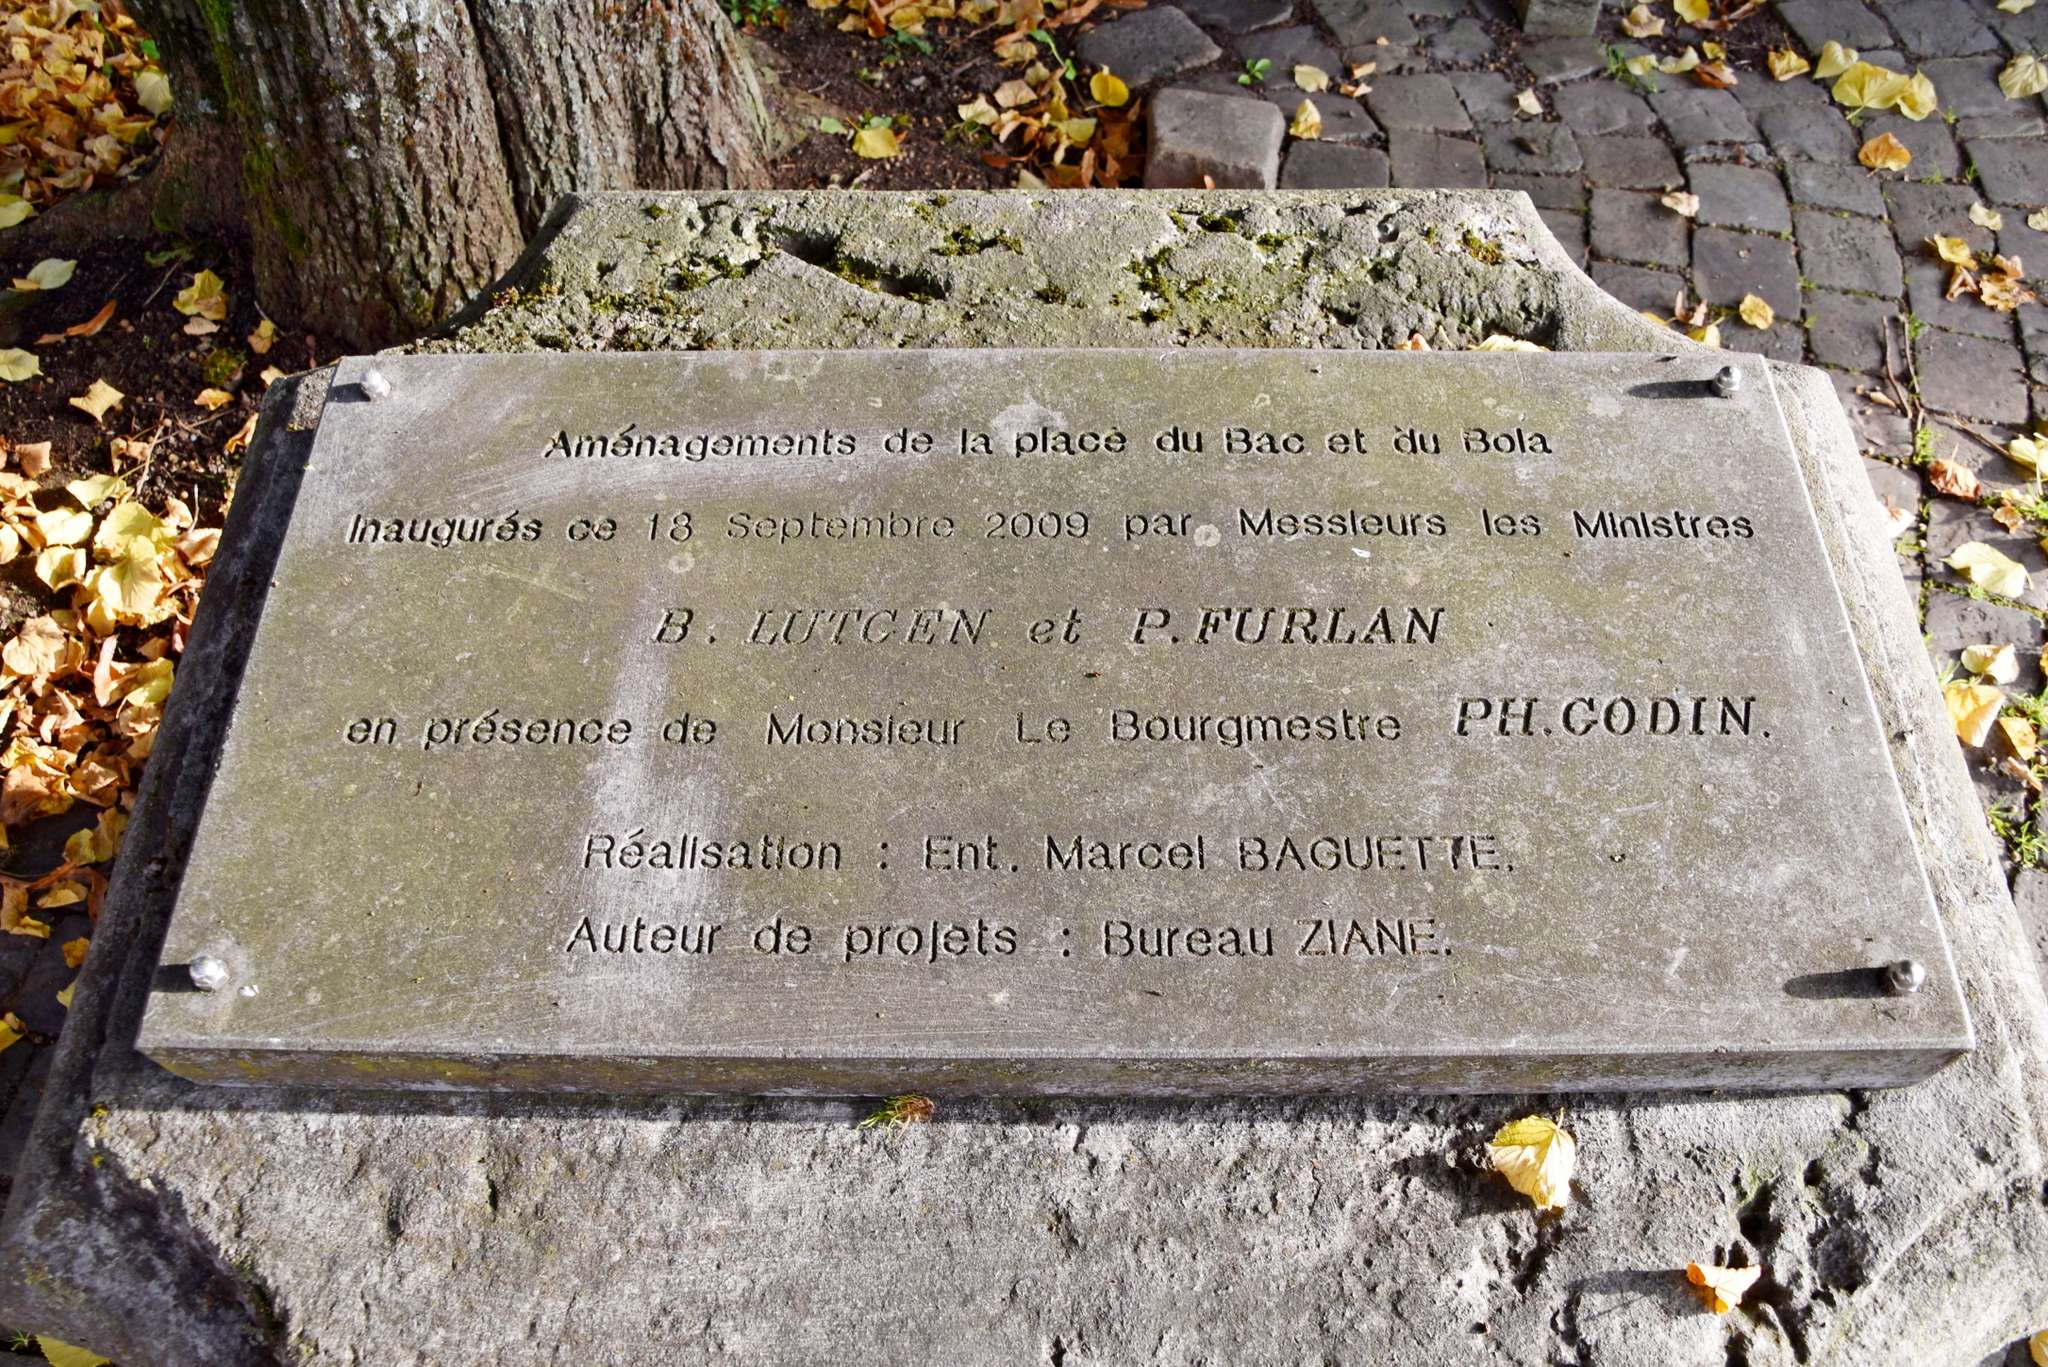 Aménagements de la place du Bac et du Bola
Inaugurés ce 18 Septembre 2009 par Messieurs les Ministres
B. LUTGEN et P. FURLAN
en présence de Monsieur Le Bourgmestre PH. GODIN.
Réalisation : Ent. Marcel BAGUETTE,
Auteur de projets : Bureau ZIANE.